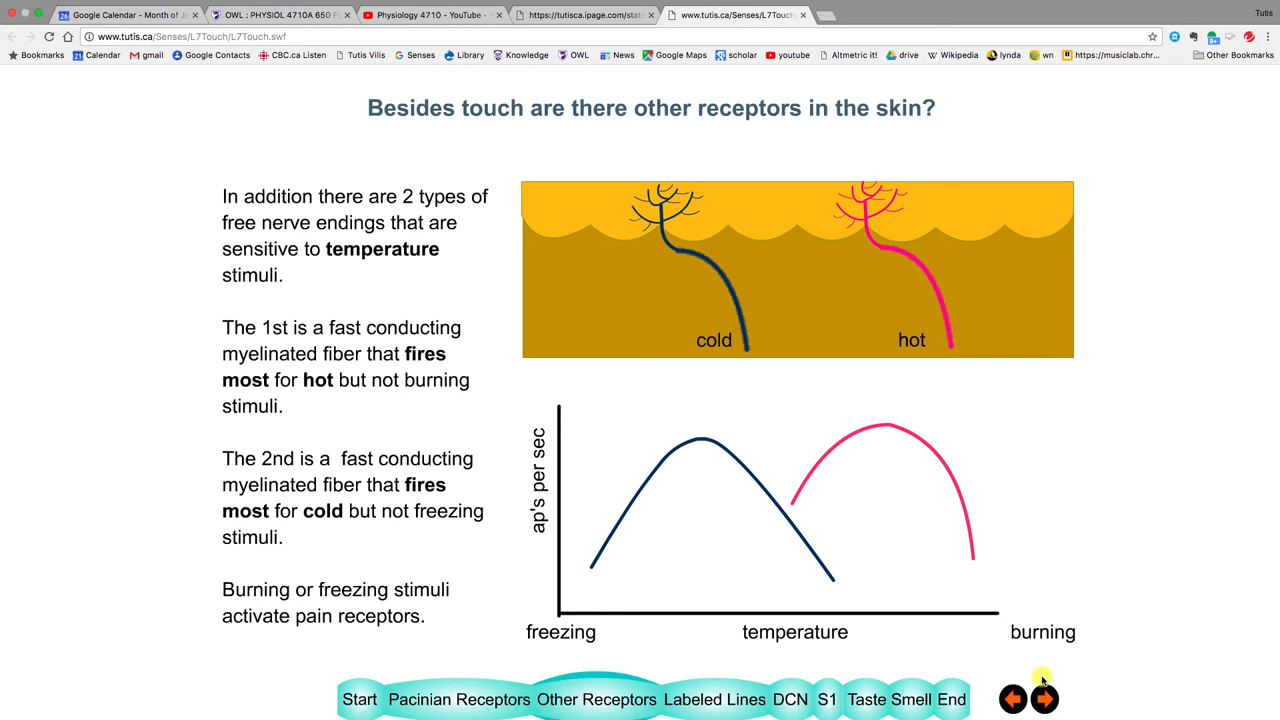 Google Calendar - Month of J
OWL : PHYSIOL 4710A 650 F
Physiology 4710 - YouTube -
https://tutisca.ipage.com/stat
www.tutis.ca/Senses/L7Touch/
Tutis
www.tutis.ca/Senses/L7Touch/L7Touch.swf
Bookmarks Calendar gmail Google Contacts CBC.ca Listen Tutis Vilis Senses Library Knowledge OWL News Google Maps scholar youtube Altmetric it! drive Wikipedia lynda wn https://musiclab.chr... Other Bookmarks
Besides touch are there other receptors in the skin?
In addition there are 2 types of
free nerve endings that are
sensitive to temperature
stimuli.
The 1st is a fast conducting
myelinated fiber that fires
most for hot but not burning
stimuli.
The 2nd is a fast conducting
myelinated fiber that fires
most for cold but not freezing
stimuli.
Burning or freezing stimuli
activate pain receptors.
cold hot
ap's per sec
freezing temperature burning
Start Pacinian Receptors Other Receptors Labeled Lines DCN S1 Taste Smell End